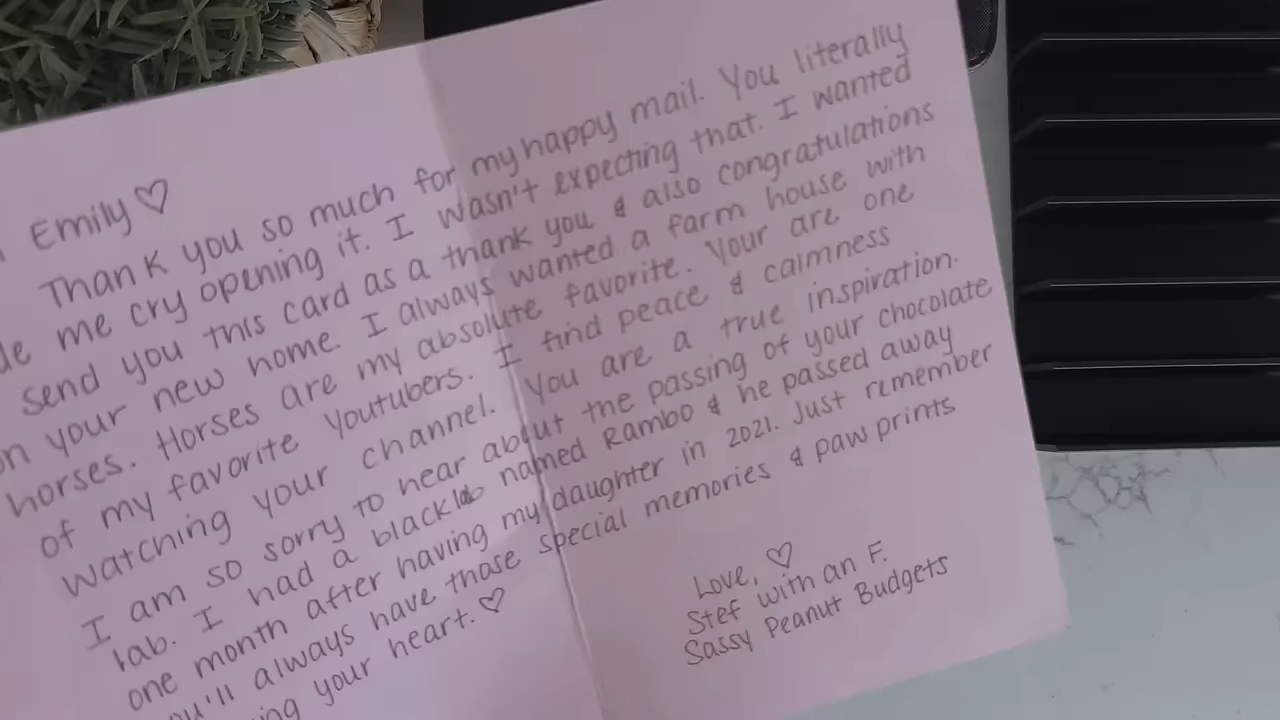 Emily ♡
Thank you so much for my happy mail. You literally
me cry opening it. I wasn't expecting that. I wanted
send you this card as a thank you & also congratulations
on your new home. I always wanted a farm house with
horses. Horses are my absolute favorite. Your are one
of my favorite Youtubers. I find peace & calmness
watching your channel. You are a true inspiration.
I am so sorry to hear about the passing of your chocolate
lab. I had a black lab named Rambo & he passed away
one month after having my daughter in 2021. Just remember
you'll always have those special memories & paw prints
your heart. ♡
Love, ♡
Stef with an F.
Sassy Peanut Budgets